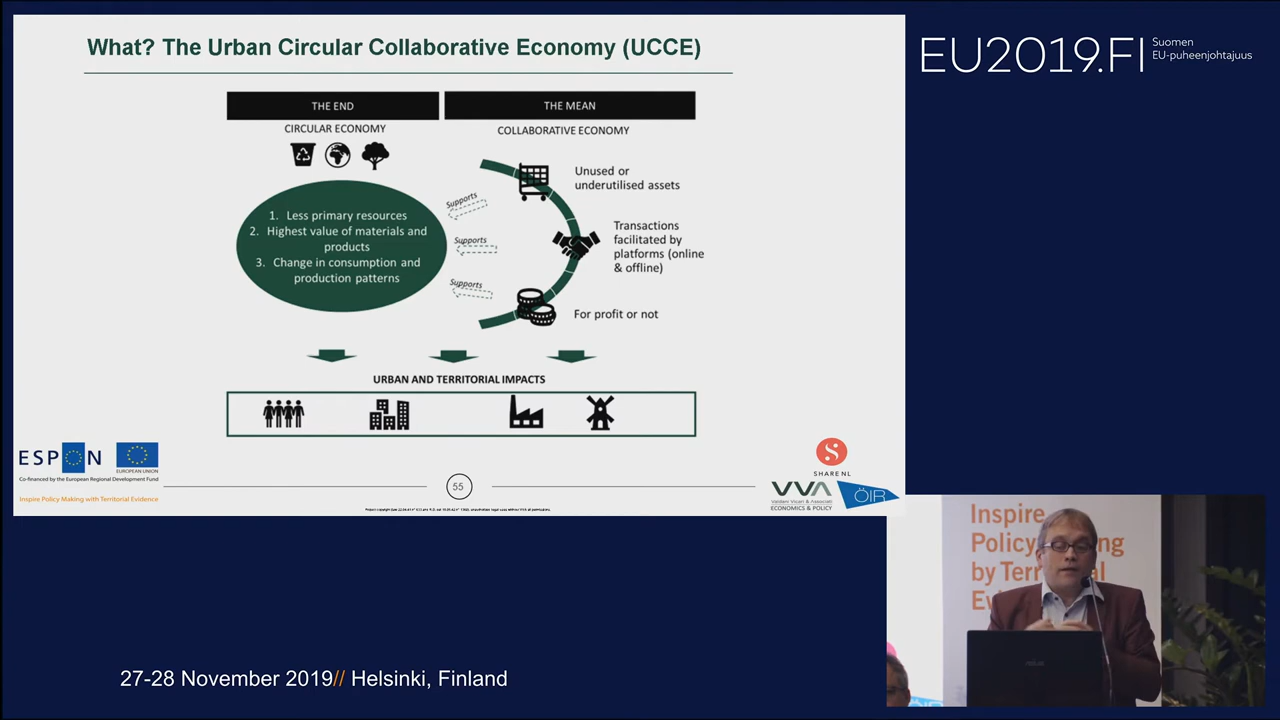 What? The Urban Circular Collaborative Economy (UCCE)
EU2019.FI
Suomen
EU-puheenjohtajuus
THE END
THE MEAN
CIRCULAR ECONOMY
COLLABORATIVE ECONOMY
1. Less primary resources
2. Highest value of materials and
products
3. Change in consumption and
production patterns
Supports
Supports
Supports
Unused or
underutilised assets
Transactions
facilitated by
platforms (online
& offline)
For profit or not
URBAN AND TERRITORIAL IMPACTS
ESPON
EUROPEAN UNION
Co-financed by the European Regional Development Fund
Inspire Policy Making with Territorial Evidence
55
S
SHARE NL
VVA
Valdani Vicari & Associati
ECONOMICS & POLICY
ÖIR
Inspire
Policy
by
27-28 November 2019// Helsinki, Finland